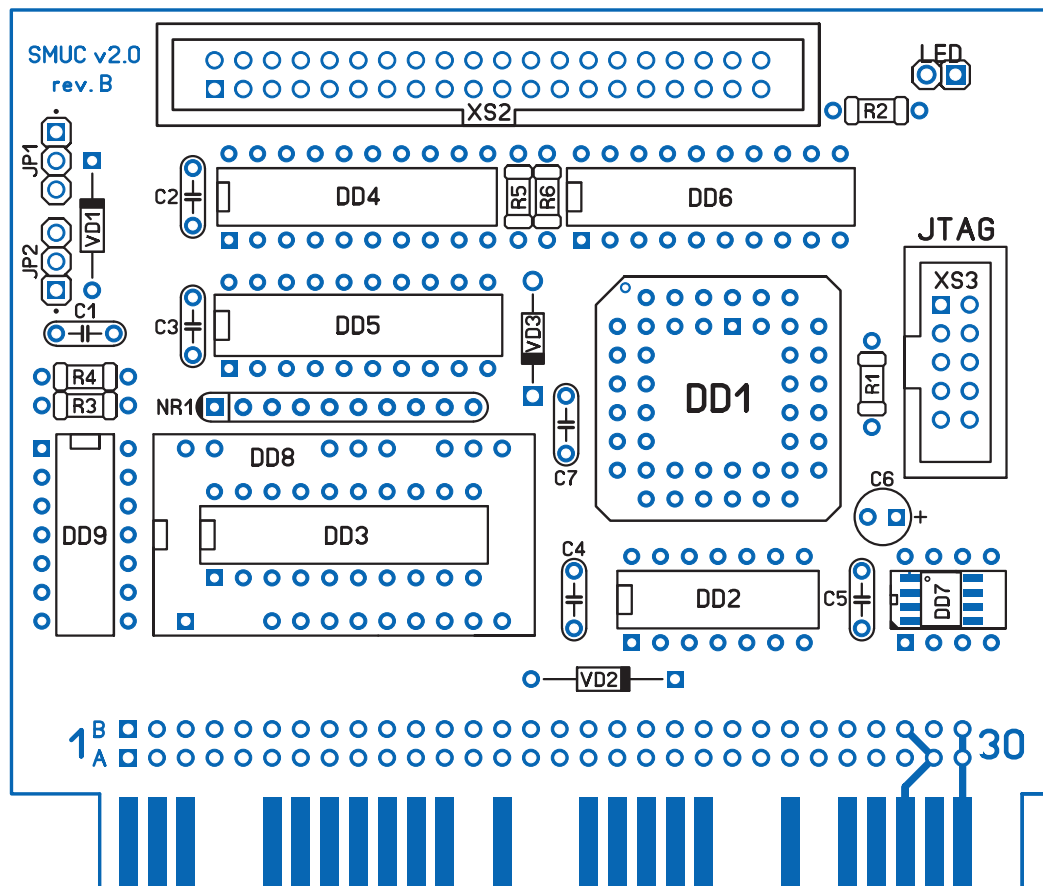 SMUC v2.0
rev. B
LED
XS2
R2
JP1
C2
DD4
R5
R6
DD6
VD1
JTAG
JP2
XS3
C1
C3
DD5
VD3
R4
R3
NR1
DD1
R1
DD8
C7
C6
+
DD9
DD3
C4
DD2
C5
DD7
VD2
1
B
A
30